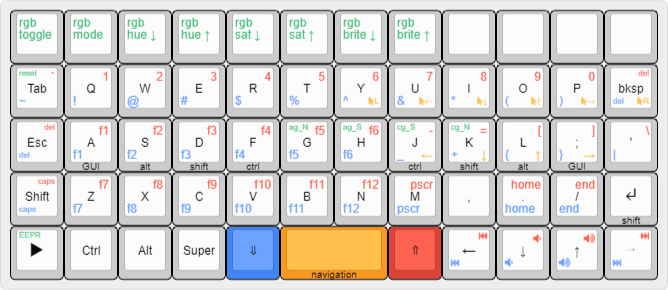 rgb toggle rgb mode rgb hue ↓ rgb hue ↑ rgb sat ↓ rgb sat ↑ rgb brite ↓ rgb brite ↑
reset ` 1 2 3 4 5 6 7 8 9 0 del
Tab Q W E R T Y U I O P bksp
~ ! @ # $ % ^ L & ← * ↓ ( ↑ ) → del R
del f1 f2 f3 f4 ag_N f5 ag_S f6 cg_S - cg_N = [ ]
Esc A S D F G H J K L ; ' \
del f1 f2 f3 f4 f5 f6 _ ← + ↓ { ↑ } → " |
GUI alt shift ctrl ctrl shift alt GUI
caps f7 f8 f9 f10 f11 f12 pscr home end
Shift Z X C V B N M , . / ↵
caps f7 f8 f9 f10 f11 f12 pscr home end
shift
EEPR
▶ Ctrl Alt Super ⇓ ⇑ ← ↓ ↑ →
navigation